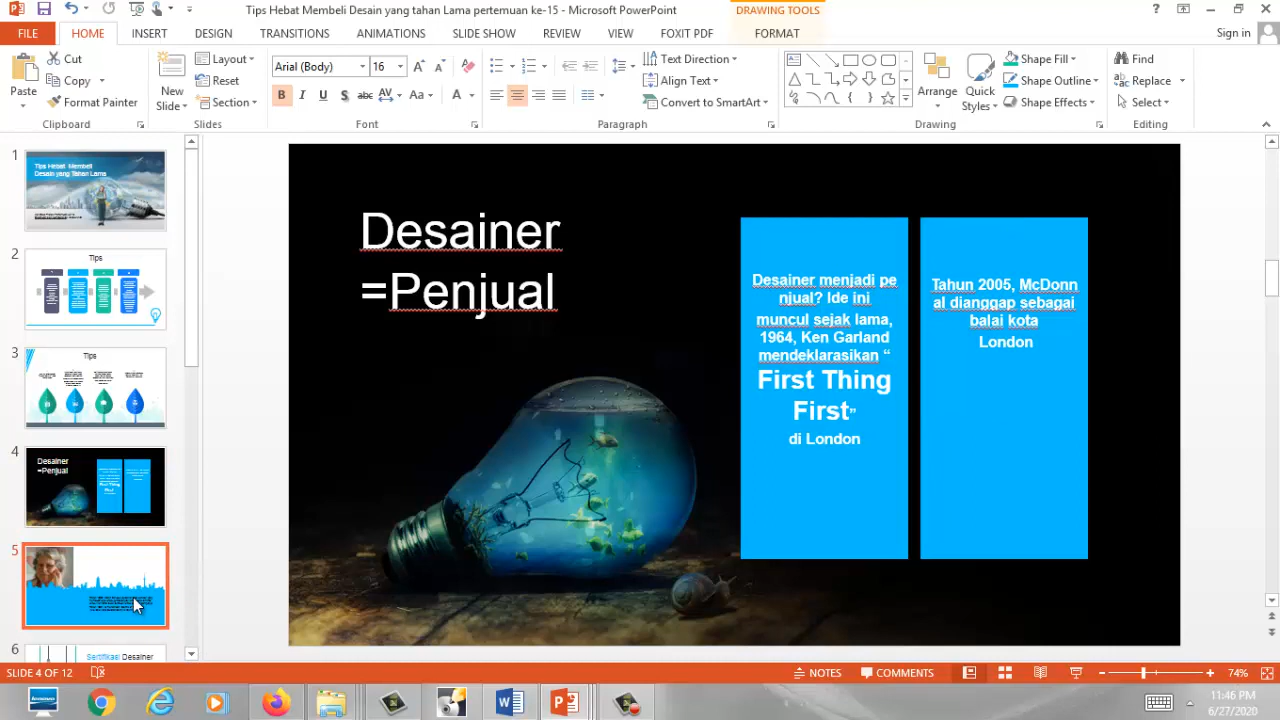 Tips Hebat Membeli Desain yang tahan Lama pertemuan ke-15 - Microsoft PowerPoint
DRAWING TOOLS
FILE
HOME
INSERT
DESIGN
TRANSITIONS
ANIMATIONS
SLIDE SHOW
REVIEW
VIEW
FOXIT PDF
FORMAT
Sign in
Paste
Cut
Copy
Format Painter
Clipboard
New
Slide
Layout
Reset
Section
Slides
Arial (Body)
16
Font
Text Direction
Align Text
Convert to SmartArt
Paragraph
Arrange
Quick
Styles
Shape Fill
Shape Outline
Shape Effects
Drawing
Find
Replace
Select
Editing
1
Tips Hebat Membeli
Desain yang Tahan Lama
2
Tips
3
Tips
4
Desainer
=Penjual
5
6
Sertifikasi Desainer
Desainer
=Penjual
Desainer menjadi pe
njual? Ide ini
muncul sejak lama,
1964, Ken Garland
mendeklarasikan “
First Thing
First”
di London
Tahun 2005, McDonn
al dianggap sebagai
balai kota
London
SLIDE 4 OF 12
NOTES
COMMENTS
74%
11:46 PM
6/27/2020